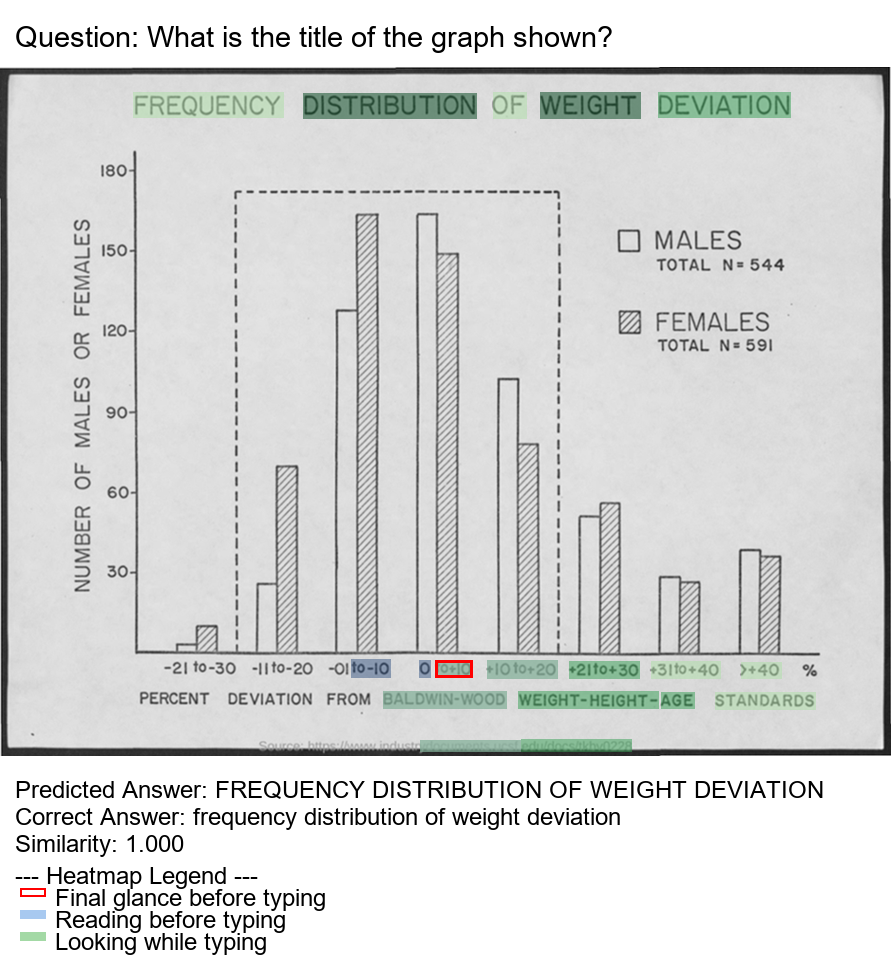 Question: What is the title of the graph shown?
FREQUENCY DISTRIBUTION OF WEIGHT DEVIATION
180
150
120
90
60
30
NUMBER OF MALES OR FEMALES
MALES
TOTAL N=544
FEMALES
TOTAL N=591
-21 to-30 -11 to-20 -01 to-10 0 to+10 +10 to+20 +21 to+30 +31 to+40 >+40 %
PERCENT DEVIATION FROM BALDWIN-WOOD WEIGHT-HEIGHT-AGE STANDARDS
Source: https://www.industr
Predicted Answer: FREQUENCY DISTRIBUTION OF WEIGHT DEVIATION
Correct Answer: frequency distribution of weight deviation
Similarity: 1.000
--- Heatmap Legend ---
Final glance before typing
Reading before typing
Looking while typing